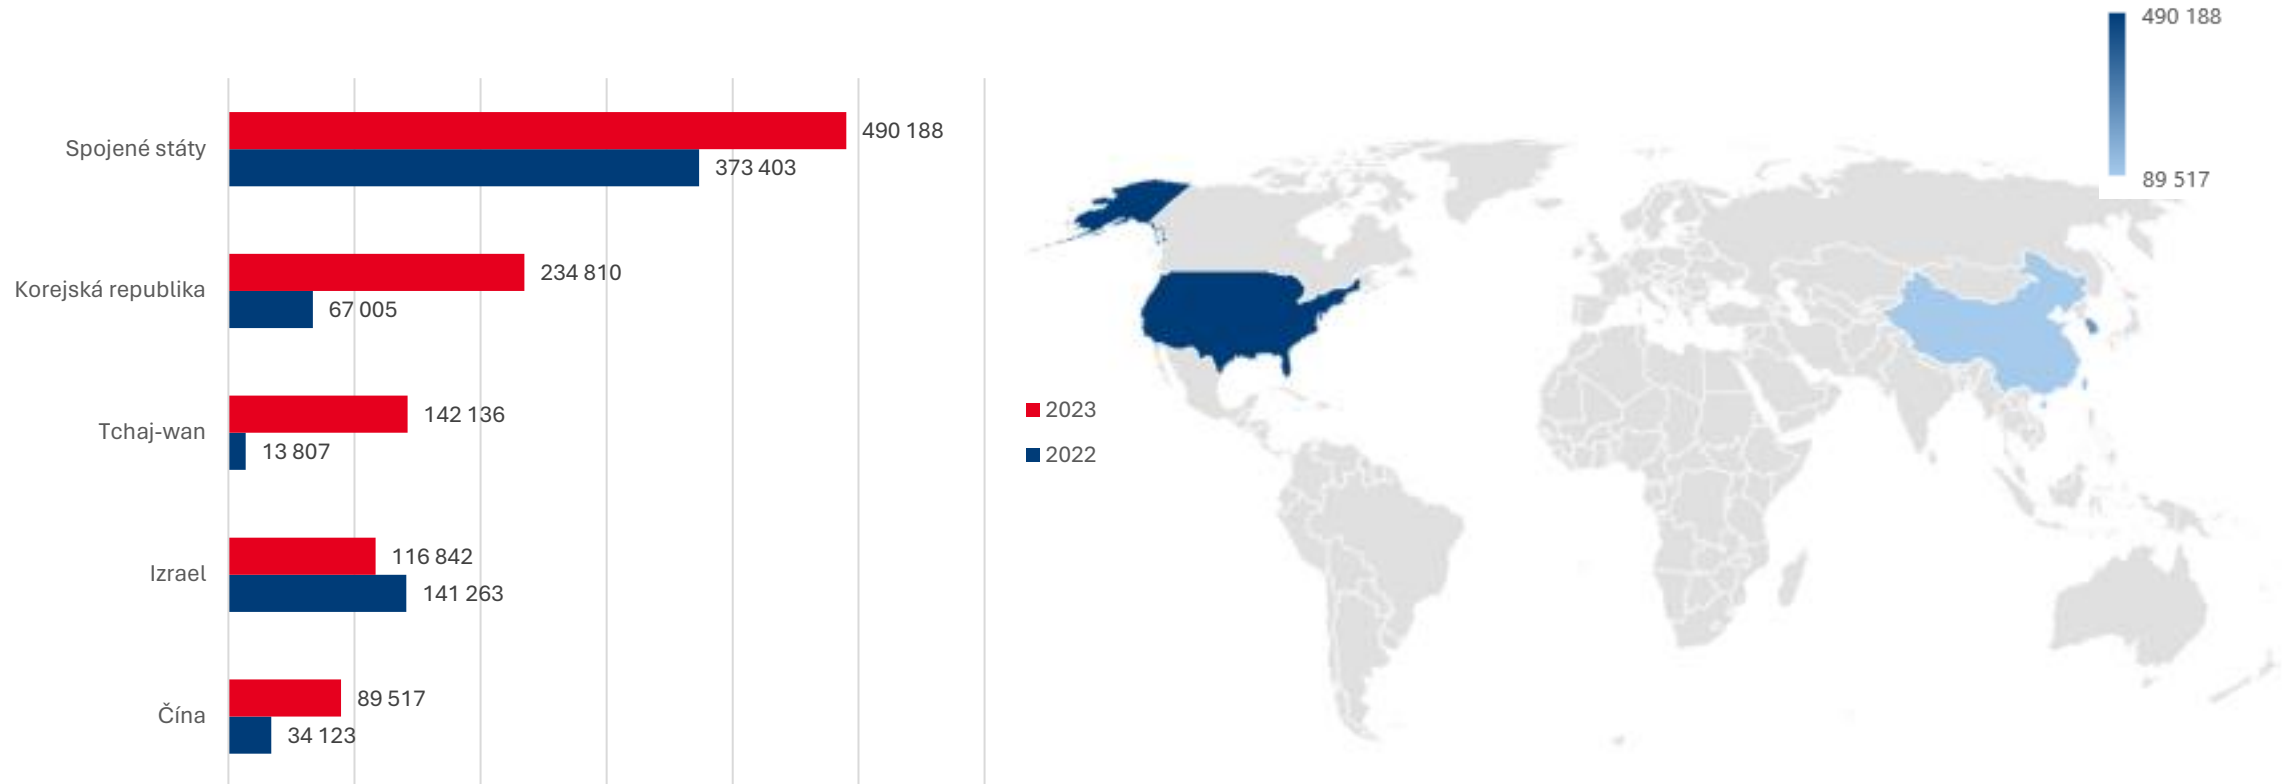 Spojené státy
490 188
373 403
Korejská republika
234 810
67 005
Tchaj-wan
142 136
13 807
Izrael
116 842
141 263
Čína
89 517
34 123
2023
2022
490 188
89 517